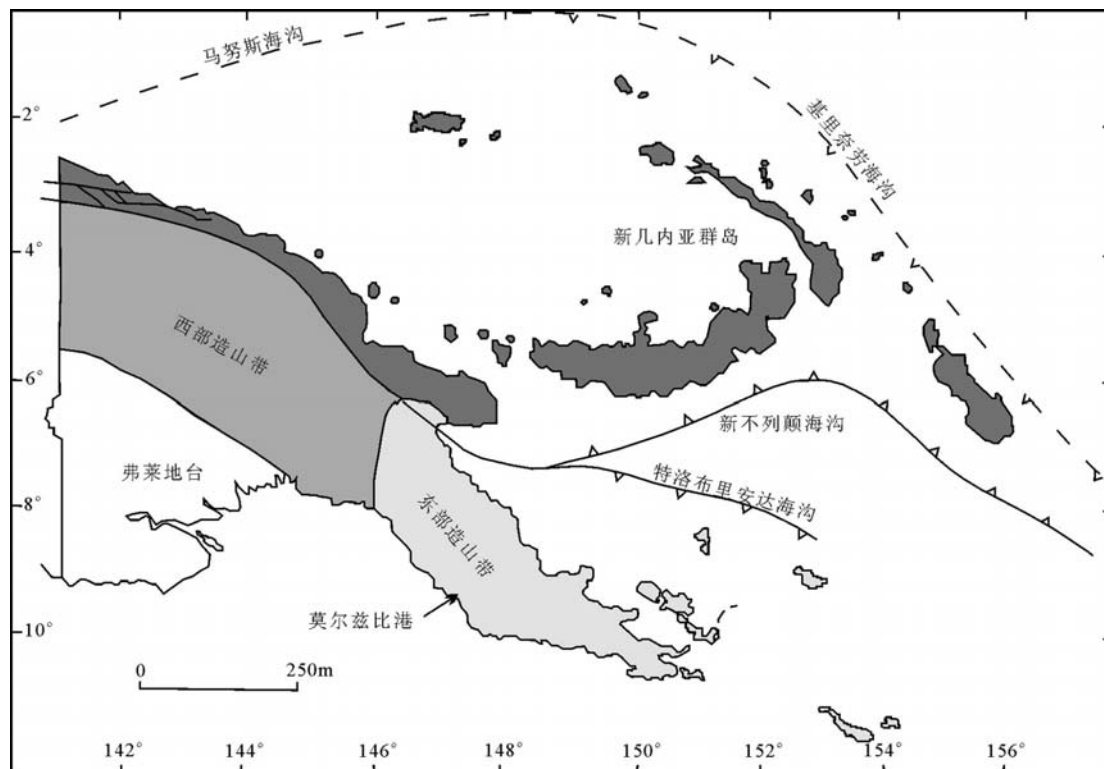 马努斯海沟
2°
基里奈劳海沟
新几内亚群岛
4°
西部造山带
6°
新不列颠海沟
弗莱地台
特洛布里安达海沟
8°
东部造山带
莫尔兹比港
10°
0 250m
142° 144° 146° 148° 150° 152° 154° 156°